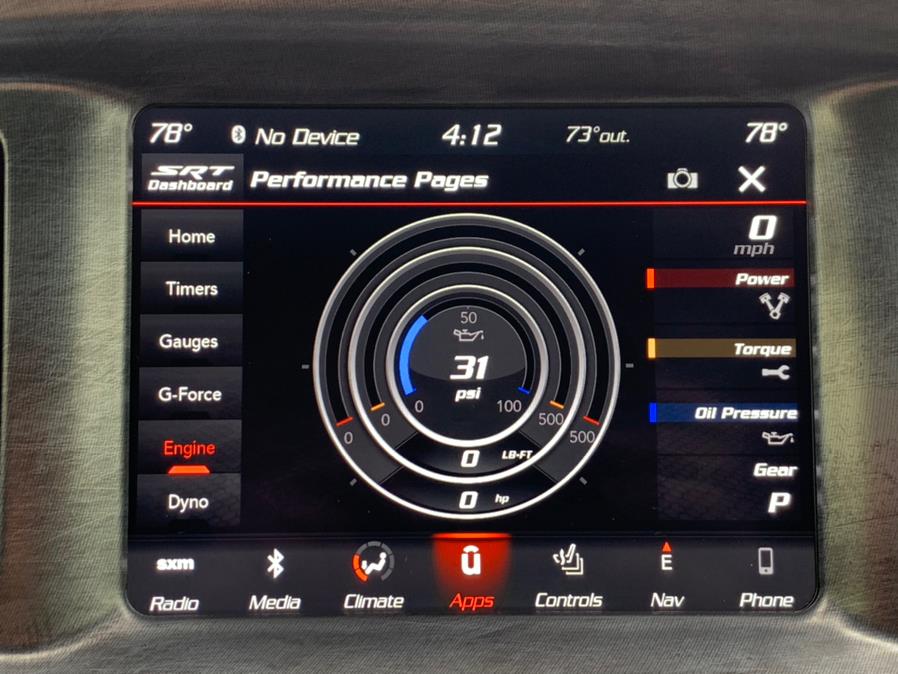 78° No Device 4:12 73° out. 78°
SRT
Dashboard
Performance Pages
Home
Timers
Gauges
G-Force
Engine
Dyno
50
31
psi
0 100
0 500
0 500
0 LB-FT
0 hp
0
mph
Power
Torque
Oil Pressure
Gear
P
sxm û E
Radio Media Climate Apps Controls Nav Phone